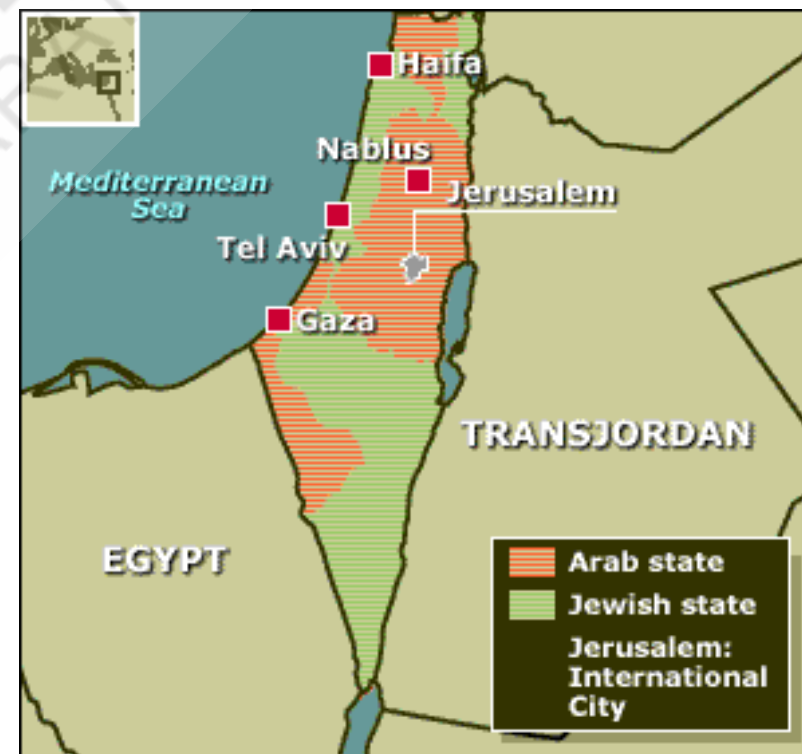 Haifa
Nablus
Mediterranean
Sea
Jerusalem
Tel Aviv
Gaza
TRANSJORDAN
EGYPT
Arab state
Jewish state
Jerusalem:
International
City